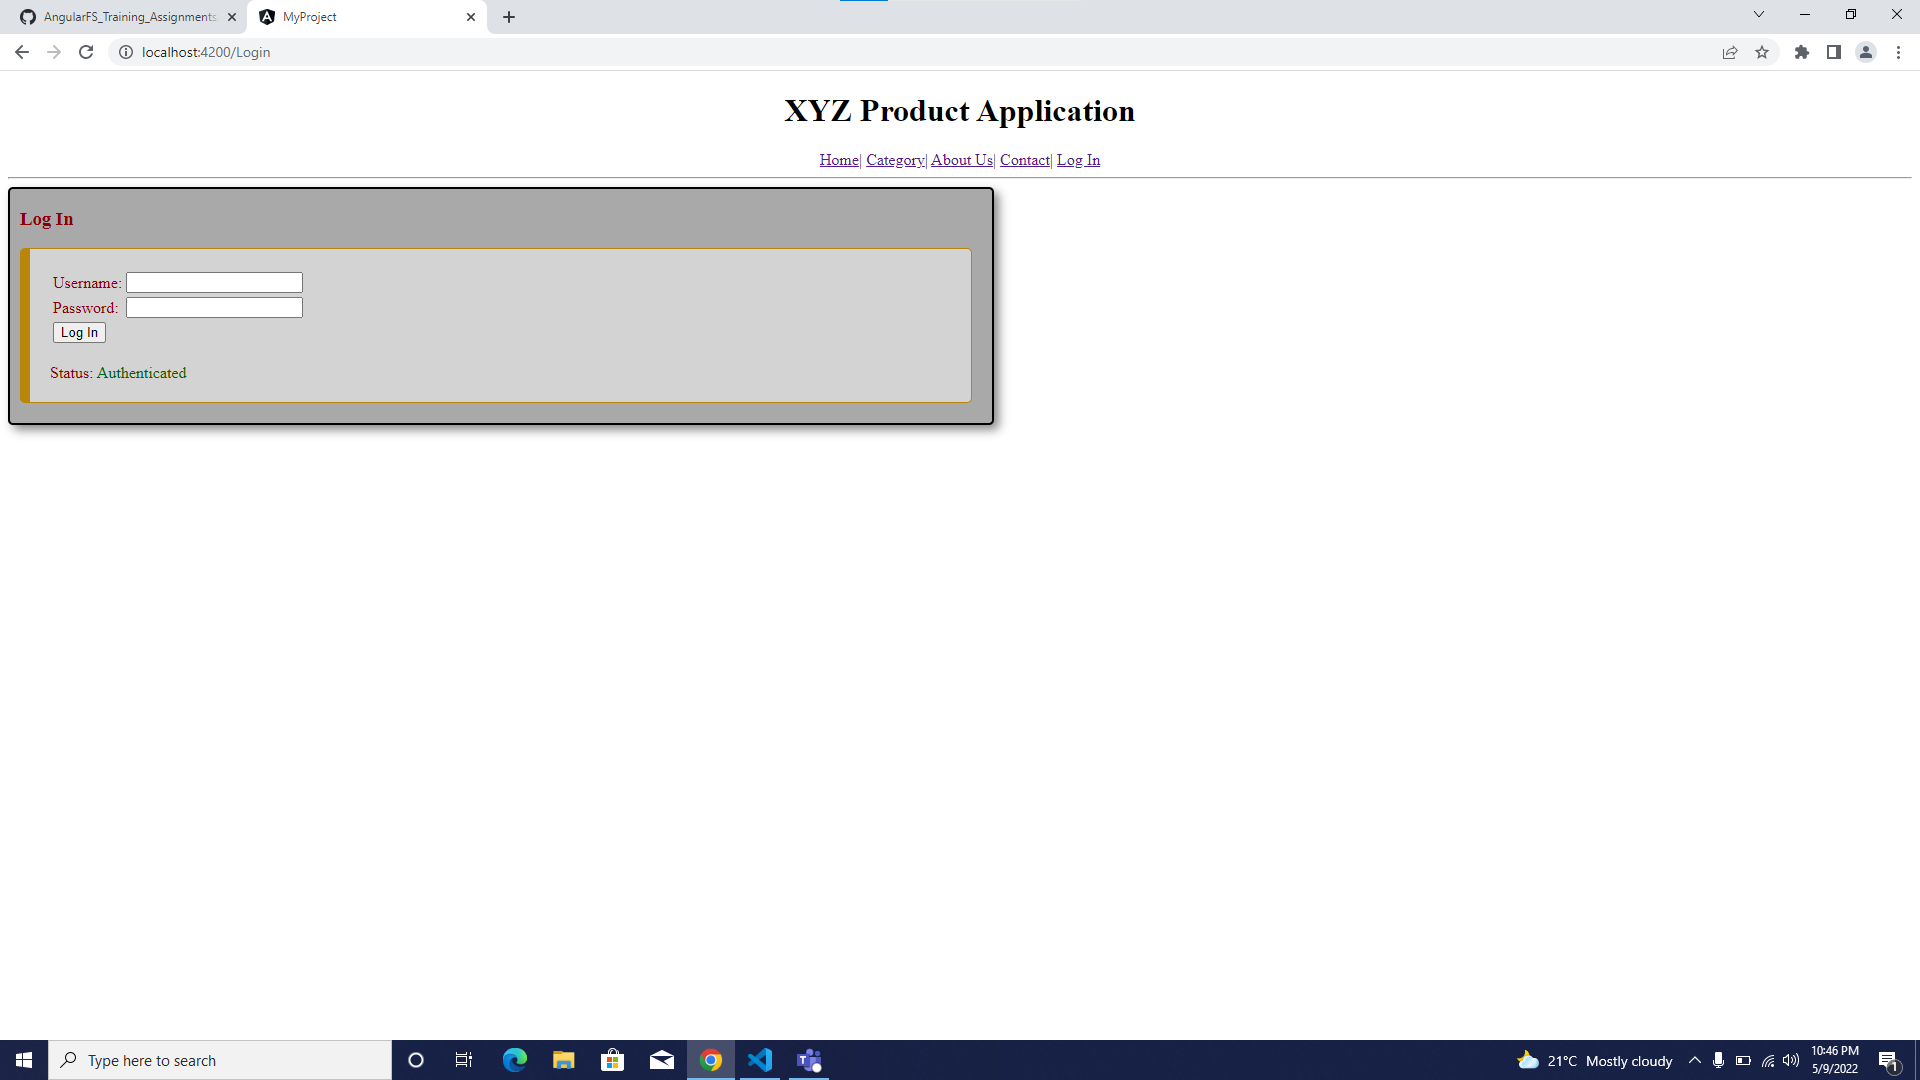 AngularFS_Training_Assignments
MyProject
localhost:4200/Login
XYZ Product Application
Home| Category| About Us| Contact| Log In
Log In
Username:
Password:
Log In
Status: Authenticated
Type here to search
21°C Mostly cloudy
10:46 PM
5/9/2022
1